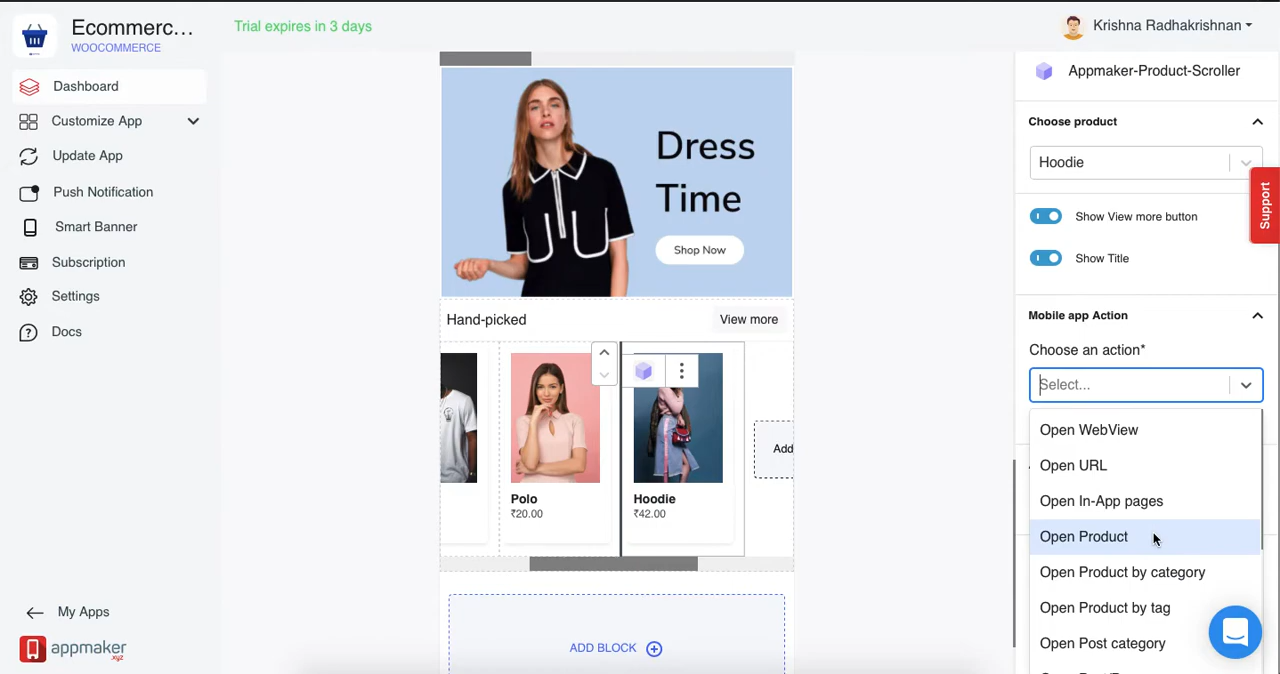 Ecommerc...
WOOCOMMERCE
Trial expires in 3 days
Krishna Radhakrishnan
Dashboard
Customize App
Update App
Push Notification
Smart Banner
Subscription
Settings
Docs
My Apps
appmaker
.xyz
Dress
Time
Shop Now
Hand-picked
View more
Polo
₹20.00
Hoodie
₹42.00
Add
ADD BLOCK
Appmaker-Product-Scroller
Choose product
Hoodie
Show View more button
Show Title
Support
Mobile app Action
Choose an action*
Select...
Open WebView
Open URL
Open In-App pages
Open Product
Open Product by category
Open Product by tag
Open Post category